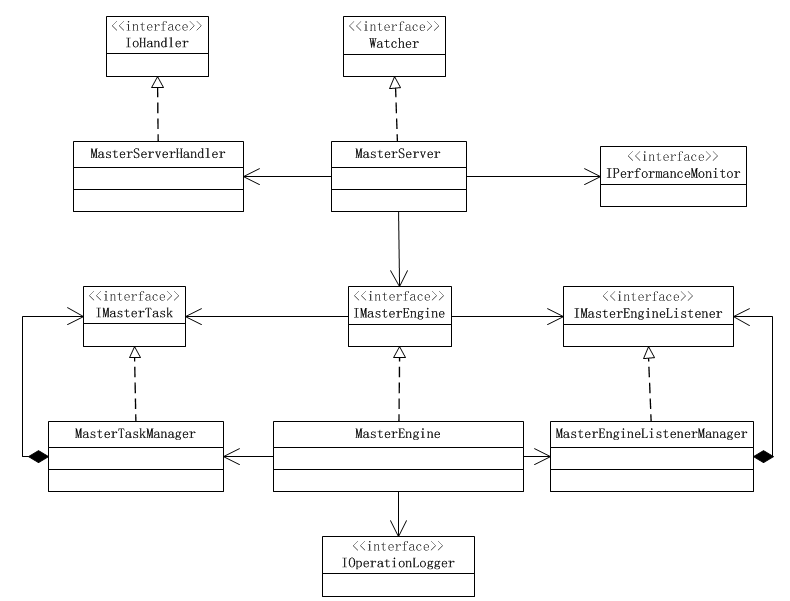 <<interface>>
IoHandler
<<interface>>
Watcher
MasterServerHandler
MasterServer
<<interface>>
IPerformanceMonitor
<<interface>>
IMasterTask
<<interface>>
IMasterEngine
<<interface>>
IMasterEngineListener
MasterTaskManager
MasterEngine
MasterEngineListenerManager
<<interface>>
IOperationLogger